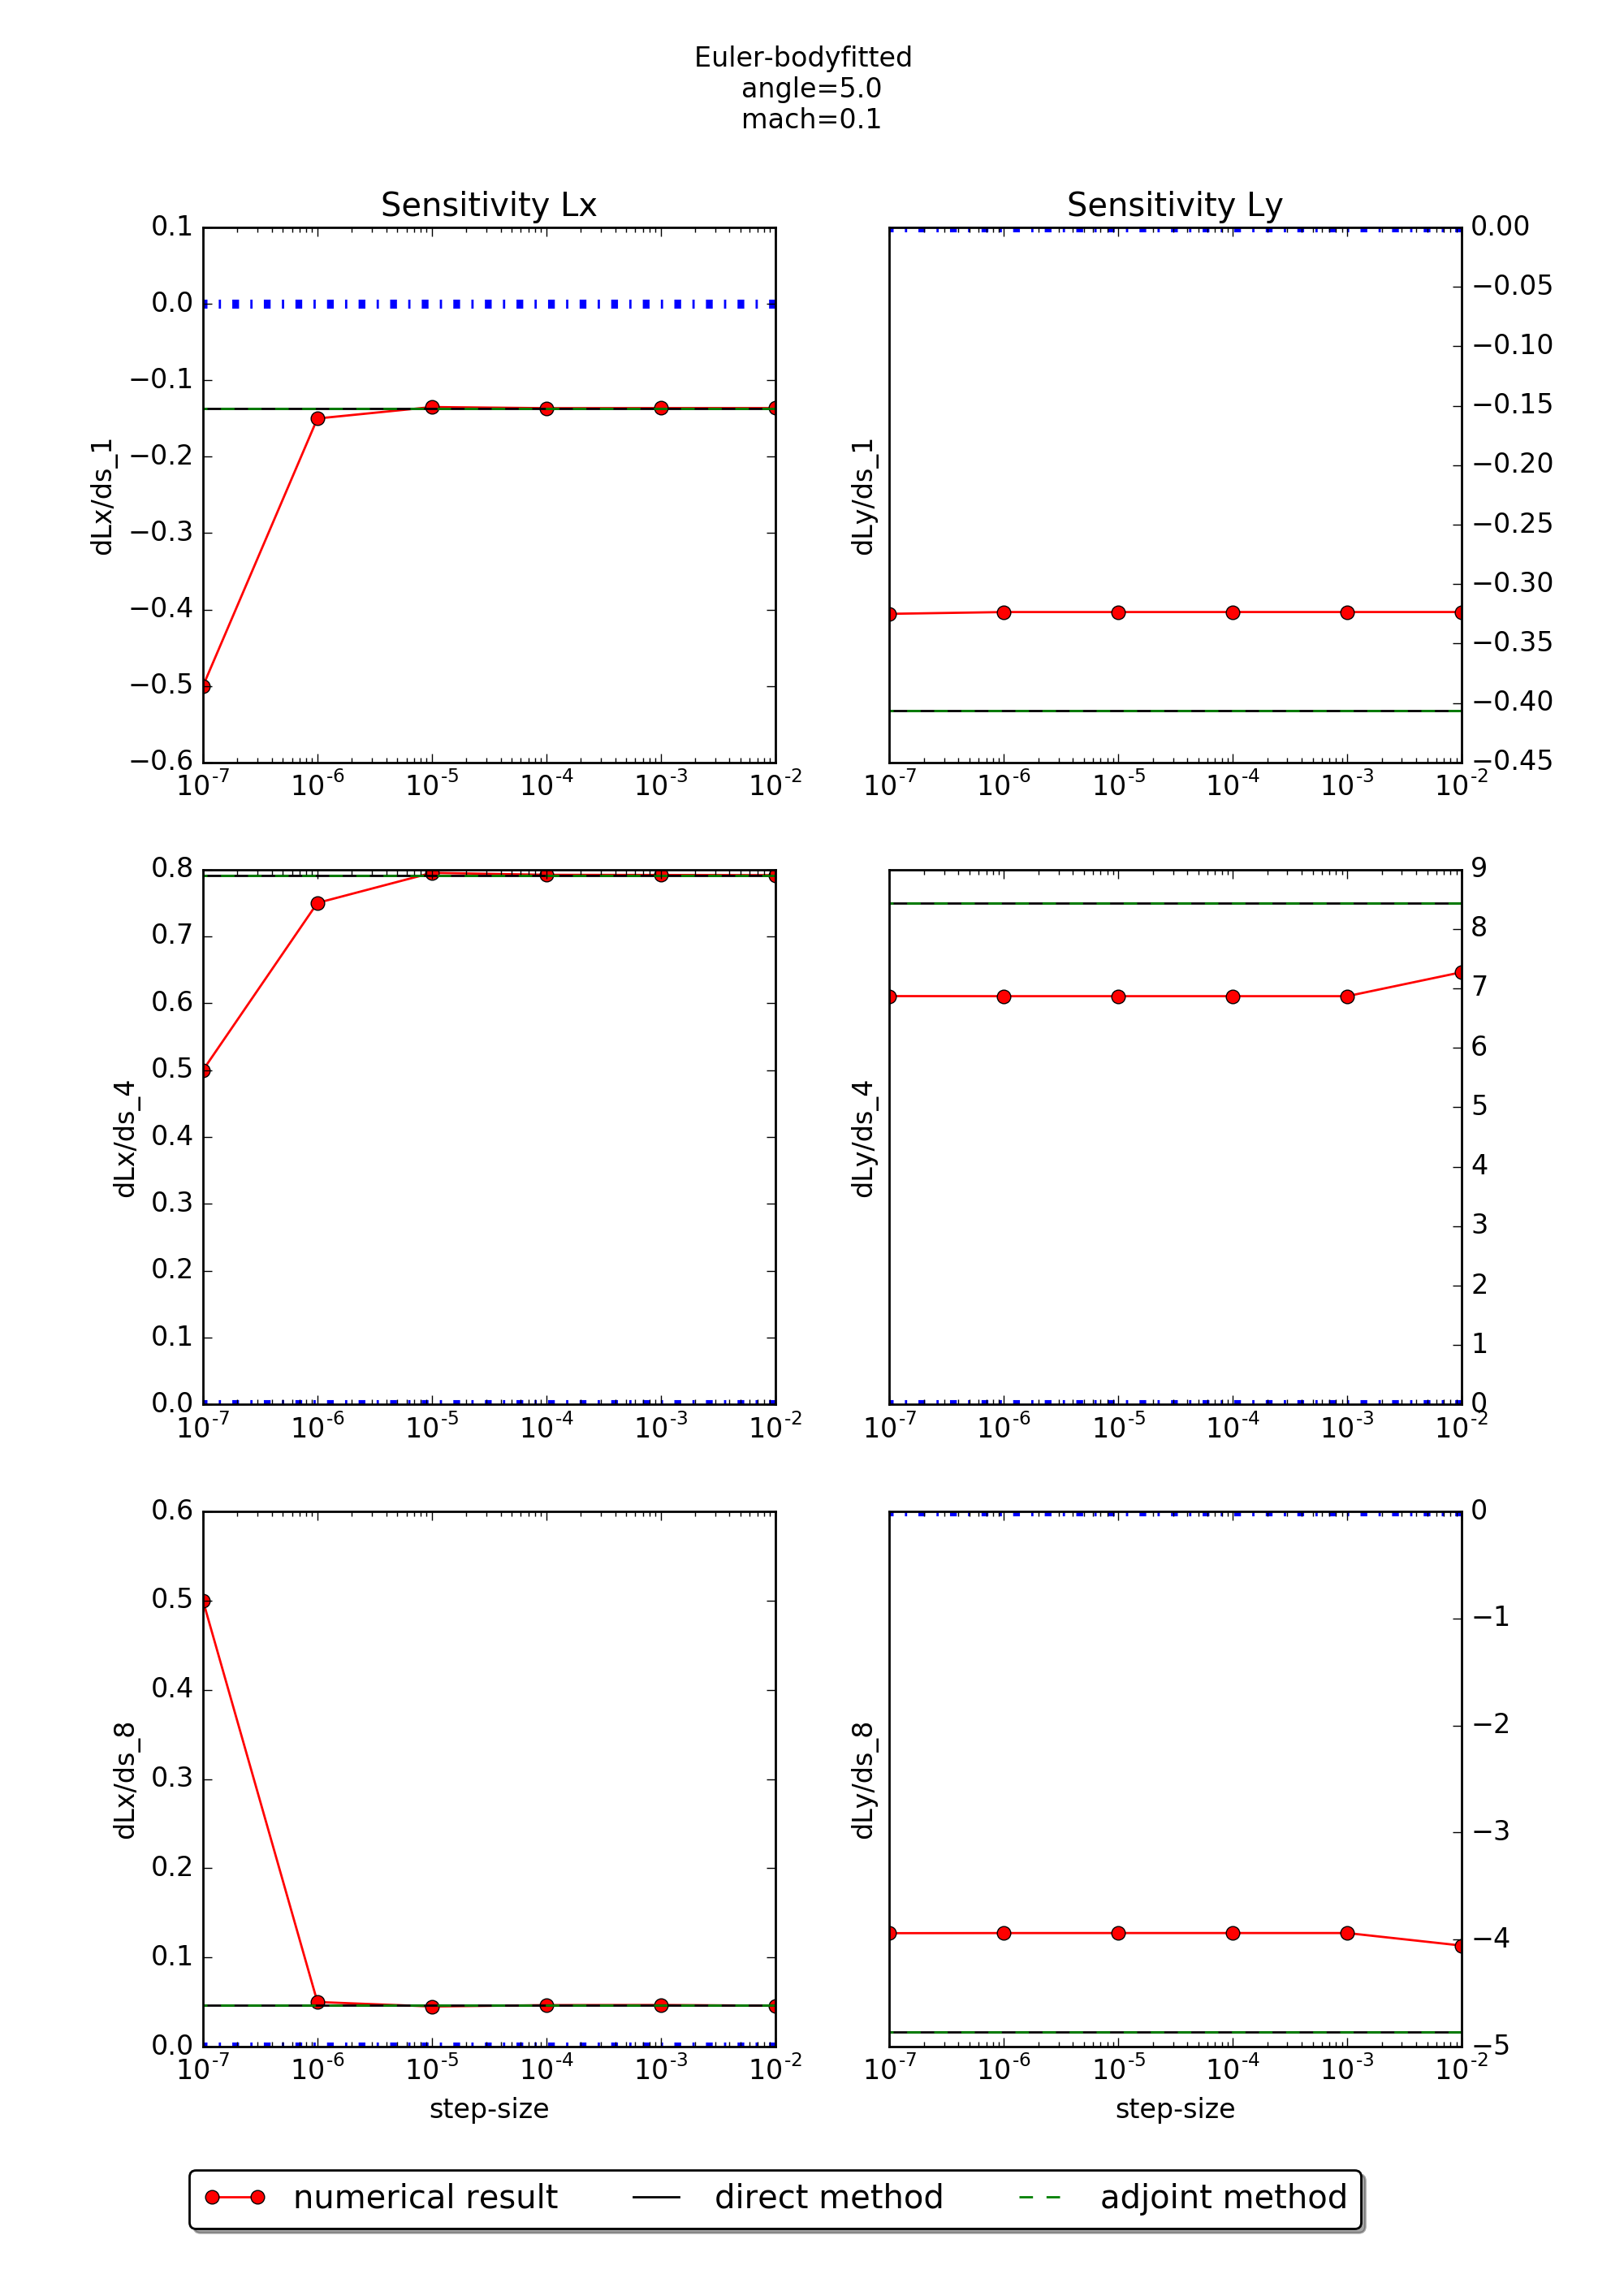 Euler-bodyfitted
angle=5.0
mach=0.1
Sensitivity Lx
Sensitivity Ly
dLx/ds_1
0.1
0.0
−0.1
−0.2
−0.3
−0.4
−0.5
−0.6
10^-7 10^-6 10^-5 10^-4 10^-3 10^-2
dLy/ds_1
0.00
−0.05
−0.10
−0.15
−0.20
−0.25
−0.30
−0.35
−0.40
−0.45
10^-7 10^-6 10^-5 10^-4 10^-3 10^-2
dLx/ds_4
0.8
0.7
0.6
0.5
0.4
0.3
0.2
0.1
0.0
10^-7 10^-6 10^-5 10^-4 10^-3 10^-2
dLy/ds_4
9
8
7
6
5
4
3
2
1
0
10^-7 10^-6 10^-5 10^-4 10^-3 10^-2
dLx/ds_8
0.6
0.5
0.4
0.3
0.2
0.1
0.0
10^-7 10^-6 10^-5 10^-4 10^-3 10^-2
step-size
dLy/ds_8
0
−1
−2
−3
−4
−5
10^-7 10^-6 10^-5 10^-4 10^-3 10^-2
step-size
numerical result direct method adjoint method